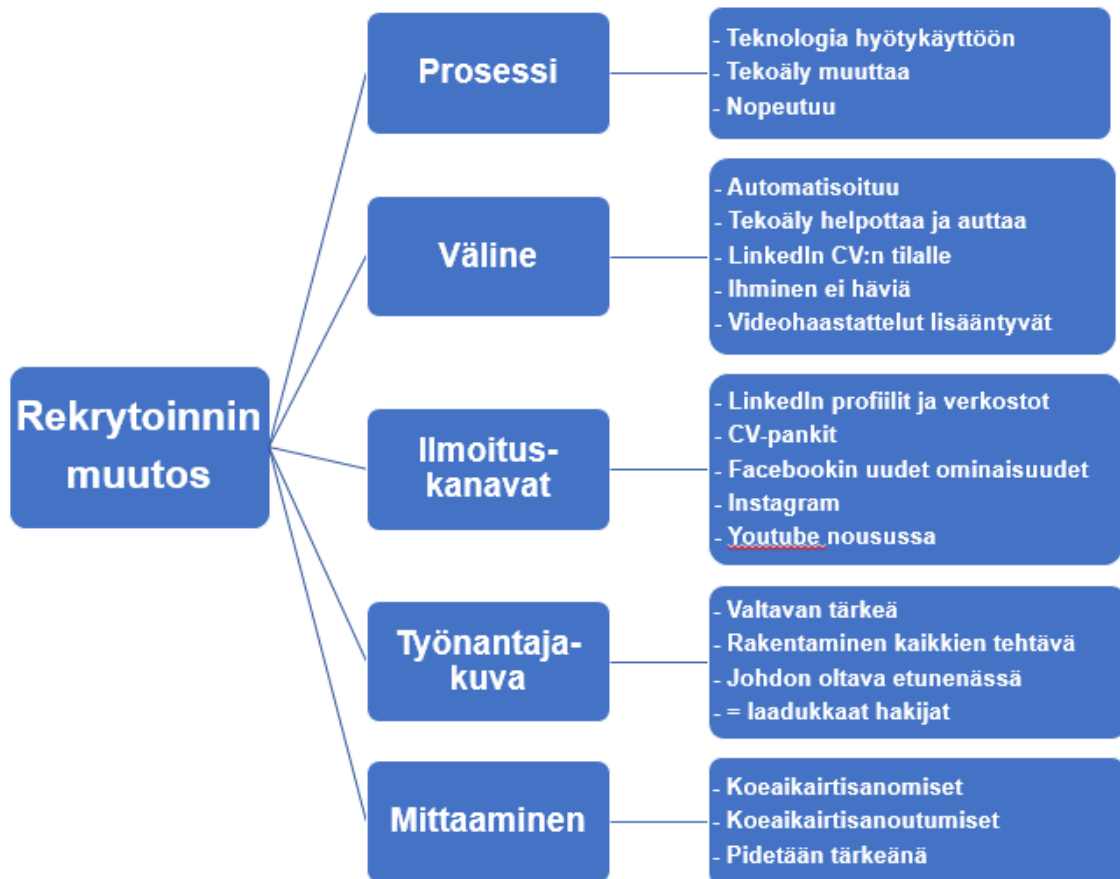 Rekrytoinnin
muutos
Prosessi
- Teknologia hyötykäyttöön
- Tekoäly muuttaa
- Nopeutuu
Väline
- Automatisoituu
- Tekoäly helpottaa ja auttaa
- LinkedIn CV:n tilalle
- Ihminen ei häviä
- Videohaastattelut lisääntyvät
Ilmoitus-
kanavat
- LinkedIn profiilit ja verkostot
- CV-pankit
- Facebookin uudet ominaisuudet
- Instagram
- Youtube nousussa
Työnantaja-
kuva
- Valtavan tärkeä
- Rakentaminen kaikkien tehtävä
- Johdon oltava etunenässä
- = laadukkaat hakijat
Mittaaminen
- Koeaikairtisanomiset
- Koeaikairtisanoutumiset
- Pidetään tärkeänä